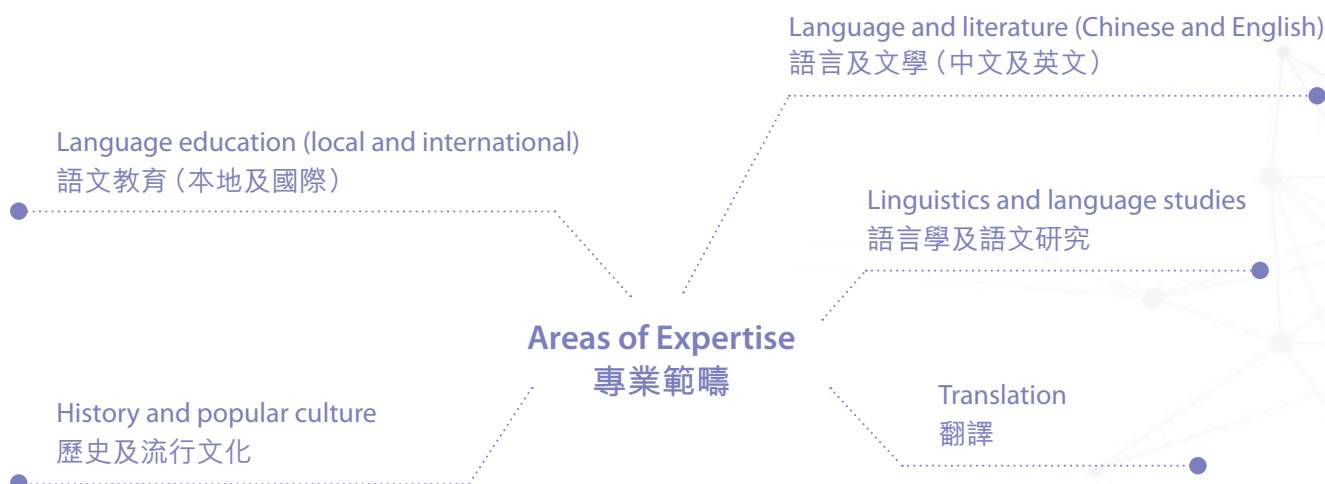 Language and literature (Chinese and English)
語言及文學（中文及英文）
Language education (local and international)
語文教育（本地及國際）
Linguistics and language studies
語言學及語文研究
Areas of Expertise
專業範疇
History and popular culture
歷史及流行文化
Translation
翻譯